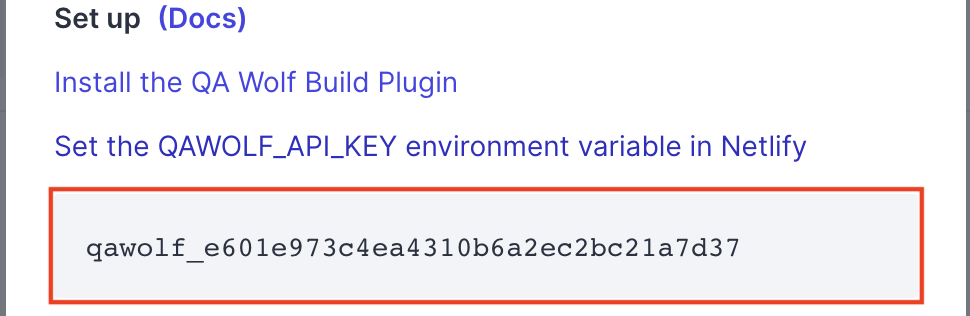 Set up (Docs)
Install the QA Wolf Build Plugin
Set the QAWOLF_API_KEY environment variable in Netlify
qawolf_e601e973c4ea4310b6a2ec2bc21a7d37